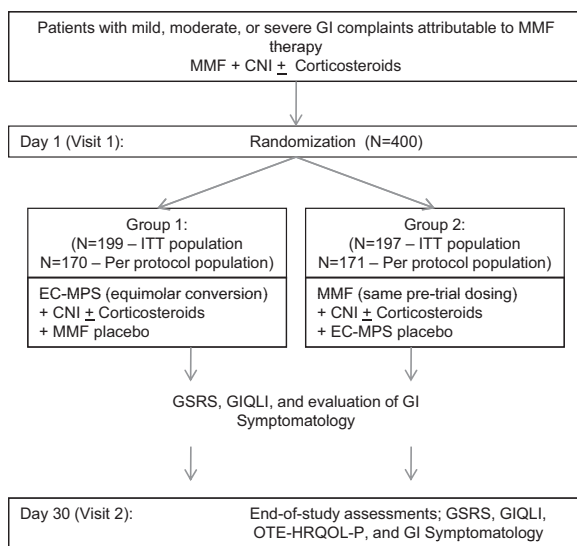 Patients with mild, moderate, or severe GI complaints attributable to MMF
therapy
MMF + CNI ± Corticosteroids
Day 1 (Visit 1): Randomization (N=400)
Group 1:
(N=199 – ITT population
N=170 – Per protocol population)
EC-MPS (equimolar conversion)
+ CNI ± Corticosteroids
+ MMF placebo
Group 2:
(N=197 – ITT population
N=171 – Per protocol population)
MMF (same pre-trial dosing)
+ CNI ± Corticosteroids
+ EC-MPS placebo
GSRS, GIQLI, and evaluation of GI
Symptomatology
Day 30 (Visit 2): End-of-study assessments; GSRS, GIQLI,
OTE-HRQOL-P, and GI Symptomatology